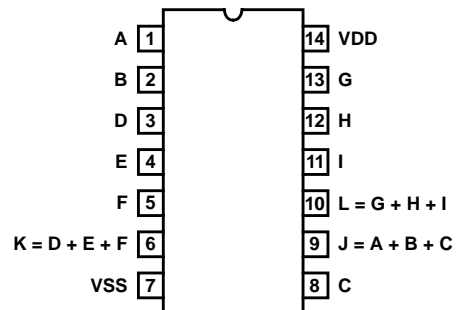 A 1 14 VDD
B 2 13 G
D 3 12 H
E 4 11 I
F 5 10 L = G + H + I
K = D + E + F 6 9 J = A + B + C
VSS 7 8 C